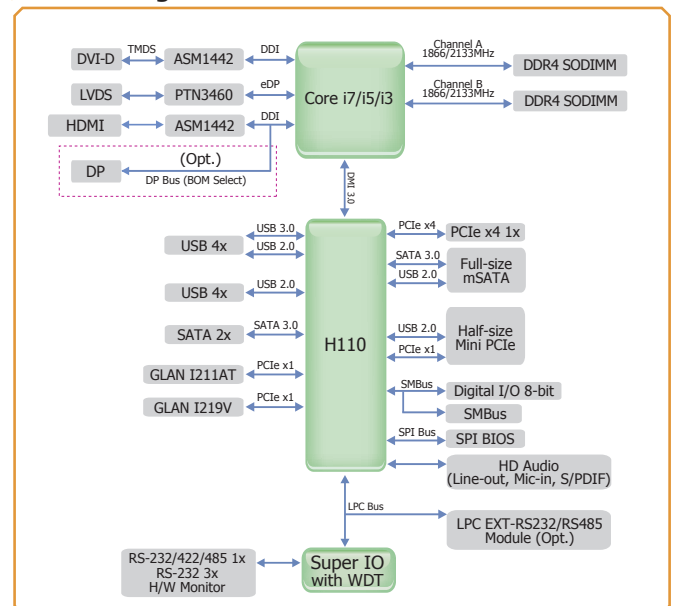 DVI-D
TMDS
ASM1442
DDI
LVDS
PTN3460
eDP
HDMI
ASM1442
DDI
(Opt.)
DP
DP Bus (BOM Select)
Core i7/i5/i3
Channel A
1866/2133MHz
DDR4 SODIMM
Channel B
1866/2133MHz
DDR4 SODIMM
DMI 3.0
USB 4x
USB 3.0
USB 2.0
USB 4x
USB 2.0
SATA 2x
SATA 3.0
GLAN I211AT
PCIe x1
GLAN I219V
PCIe x1
H110
PCIe x4
PCIe x4 1x
SATA 3.0
USB 2.0
Full-size
mSATA
USB 2.0
PCIe x1
Half-size
Mini PCIe
SMBus
Digital I/O 8-bit
SMBus
SPI Bus
SPI BIOS
HD Audio
(Line-out, Mic-in, S/PDIF)
LPC Bus
LPC EXT-RS232/RS485
Module (Opt.)
RS-232/422/485 1x
RS-232 3x
H/W Monitor
Super IO
with WDT